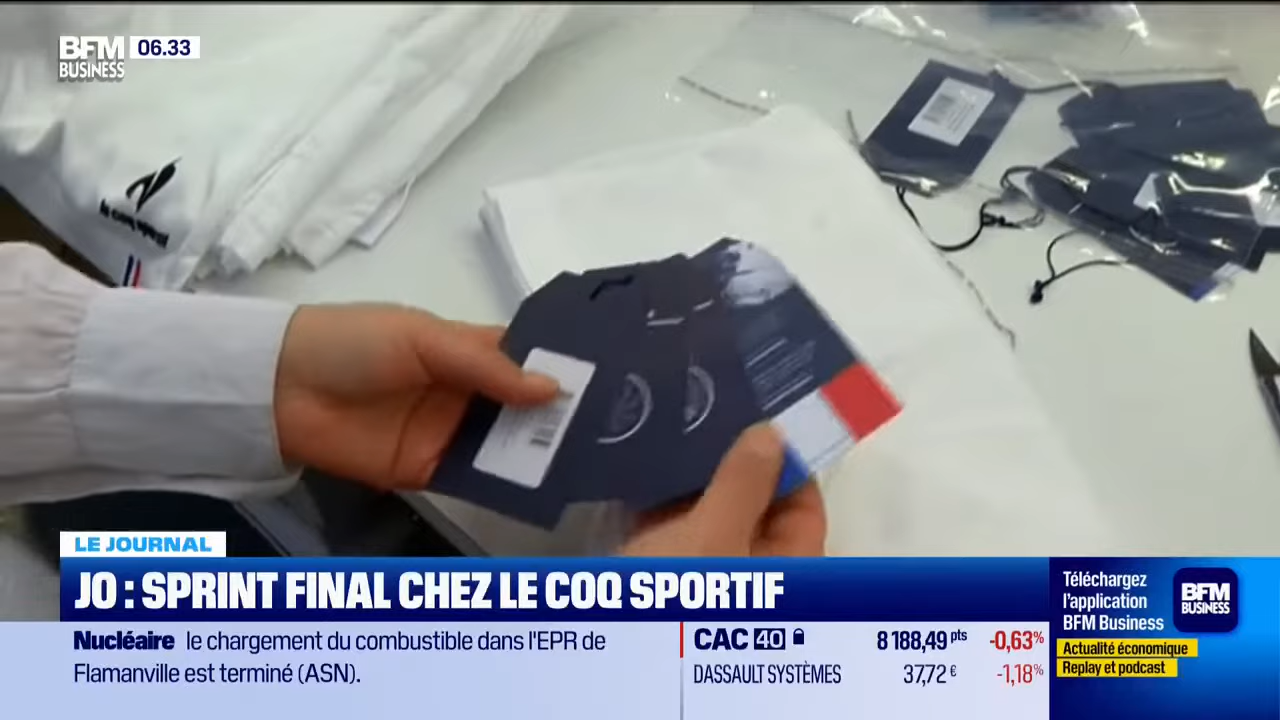 BFM
BUSINESS
06.33
LE JOURNAL
JO : SPRINT FINAL CHEZ LE COQ SPORTIF
Nucléaire le chargement du combustible dans l'EPR de
Flamanville est terminé (ASN).
CAC 40 8 188,49 pts -0,63%
DASSAULT SYSTÈMES 37,72 € -1,18%
Téléchargez
l'application
BFM Business
BFM
BUSINESS
Actualité économique
Replay et podcast